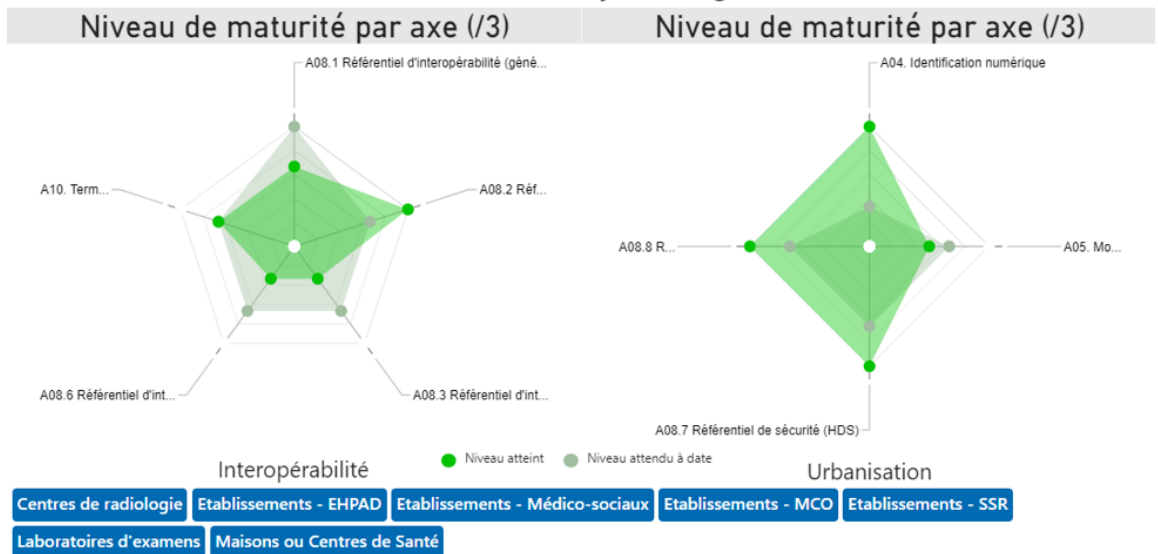 Niveau de maturité par axe (/3)
Niveau de maturité par axe (/3)
A08.1 Référentiel d'interopérabilité (géné...
A08.2 Réf...
A10. Term...
A08.6 Référentiel d'int...
A08.3 Référentiel d'int...
A04. Identification numérique
A08.8 R...
A05. Mo...
A08.7 Référentiel de sécurité (HDS)
Niveau atteint
Niveau attendu à date
Interopérabilité
Urbanisation
Centres de radiologie
Etablissements - EHPAD
Etablissements - Médico-sociaux
Etablissements - MCO
Etablissements - SSR
Laboratoires d'examens
Maisons ou Centres de Santé